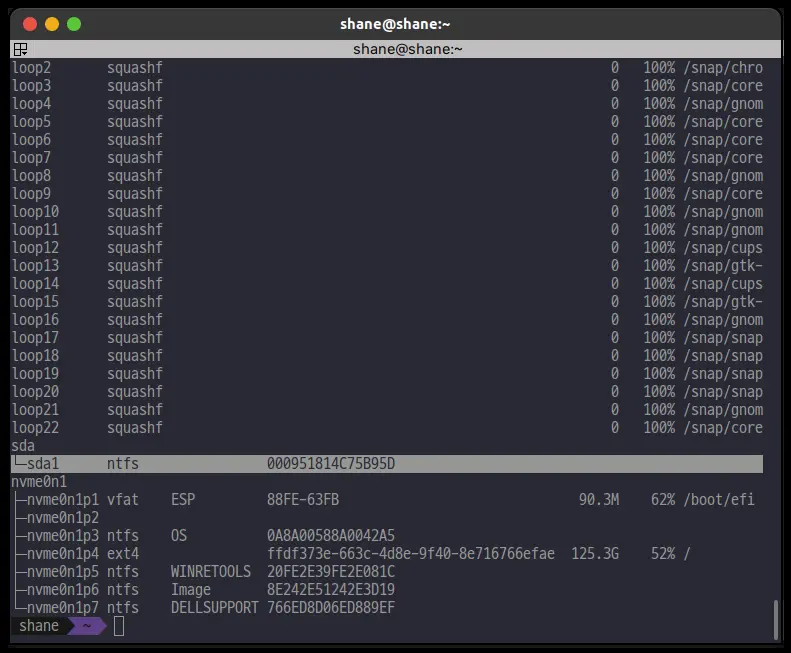 shane@shane:~
shane@shane:~
loop2 squashf 0 100% /snap/chro
loop3 squashf 0 100% /snap/core
loop4 squashf 0 100% /snap/gnom
loop5 squashf 0 100% /snap/core
loop6 squashf 0 100% /snap/core
loop7 squashf 0 100% /snap/core
loop8 squashf 0 100% /snap/gnom
loop9 squashf 0 100% /snap/core
loop10 squashf 0 100% /snap/gnom
loop11 squashf 0 100% /snap/gnom
loop12 squashf 0 100% /snap/cups
loop13 squashf 0 100% /snap/gtk-
loop14 squashf 0 100% /snap/cups
loop15 squashf 0 100% /snap/gtk-
loop16 squashf 0 100% /snap/gnom
loop17 squashf 0 100% /snap/snap
loop18 squashf 0 100% /snap/snap
loop19 squashf 0 100% /snap/snap
loop20 squashf 0 100% /snap/snap
loop21 squashf 0 100% /snap/gnom
loop22 squashf 0 100% /snap/core
sda
└─sda1 ntfs 000951814C75B95D
nvme0n1
├─nvme0n1p1 vfat ESP 88FE-63FB 90.3M 62% /boot/efi
├─nvme0n1p2
├─nvme0n1p3 ntfs OS 0A8A00588A0042A5
├─nvme0n1p4 ext4 ffdf373e-663c-4d8e-9f40-8e716766efae 125.3G 52% /
├─nvme0n1p5 ntfs WINRETOOLS 20FE2E39FE2E081C
├─nvme0n1p6 ntfs Image 8E242E51242E3D19
└─nvme0n1p7 ntfs DELLSUPPORT 766ED8D06ED889EF
shane ~